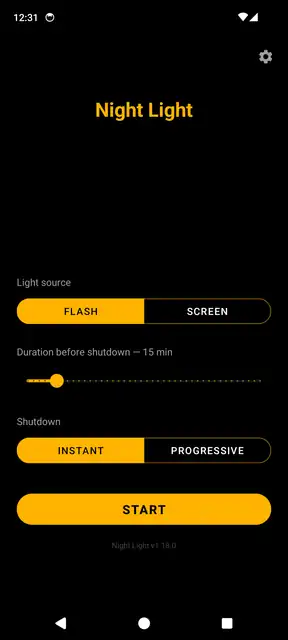 12:31
Night Light
Light source
FLASH
SCREEN
Duration before shutdown — 15 min
Shutdown
INSTANT
PROGRESSIVE
START
Night Light v1.18.0